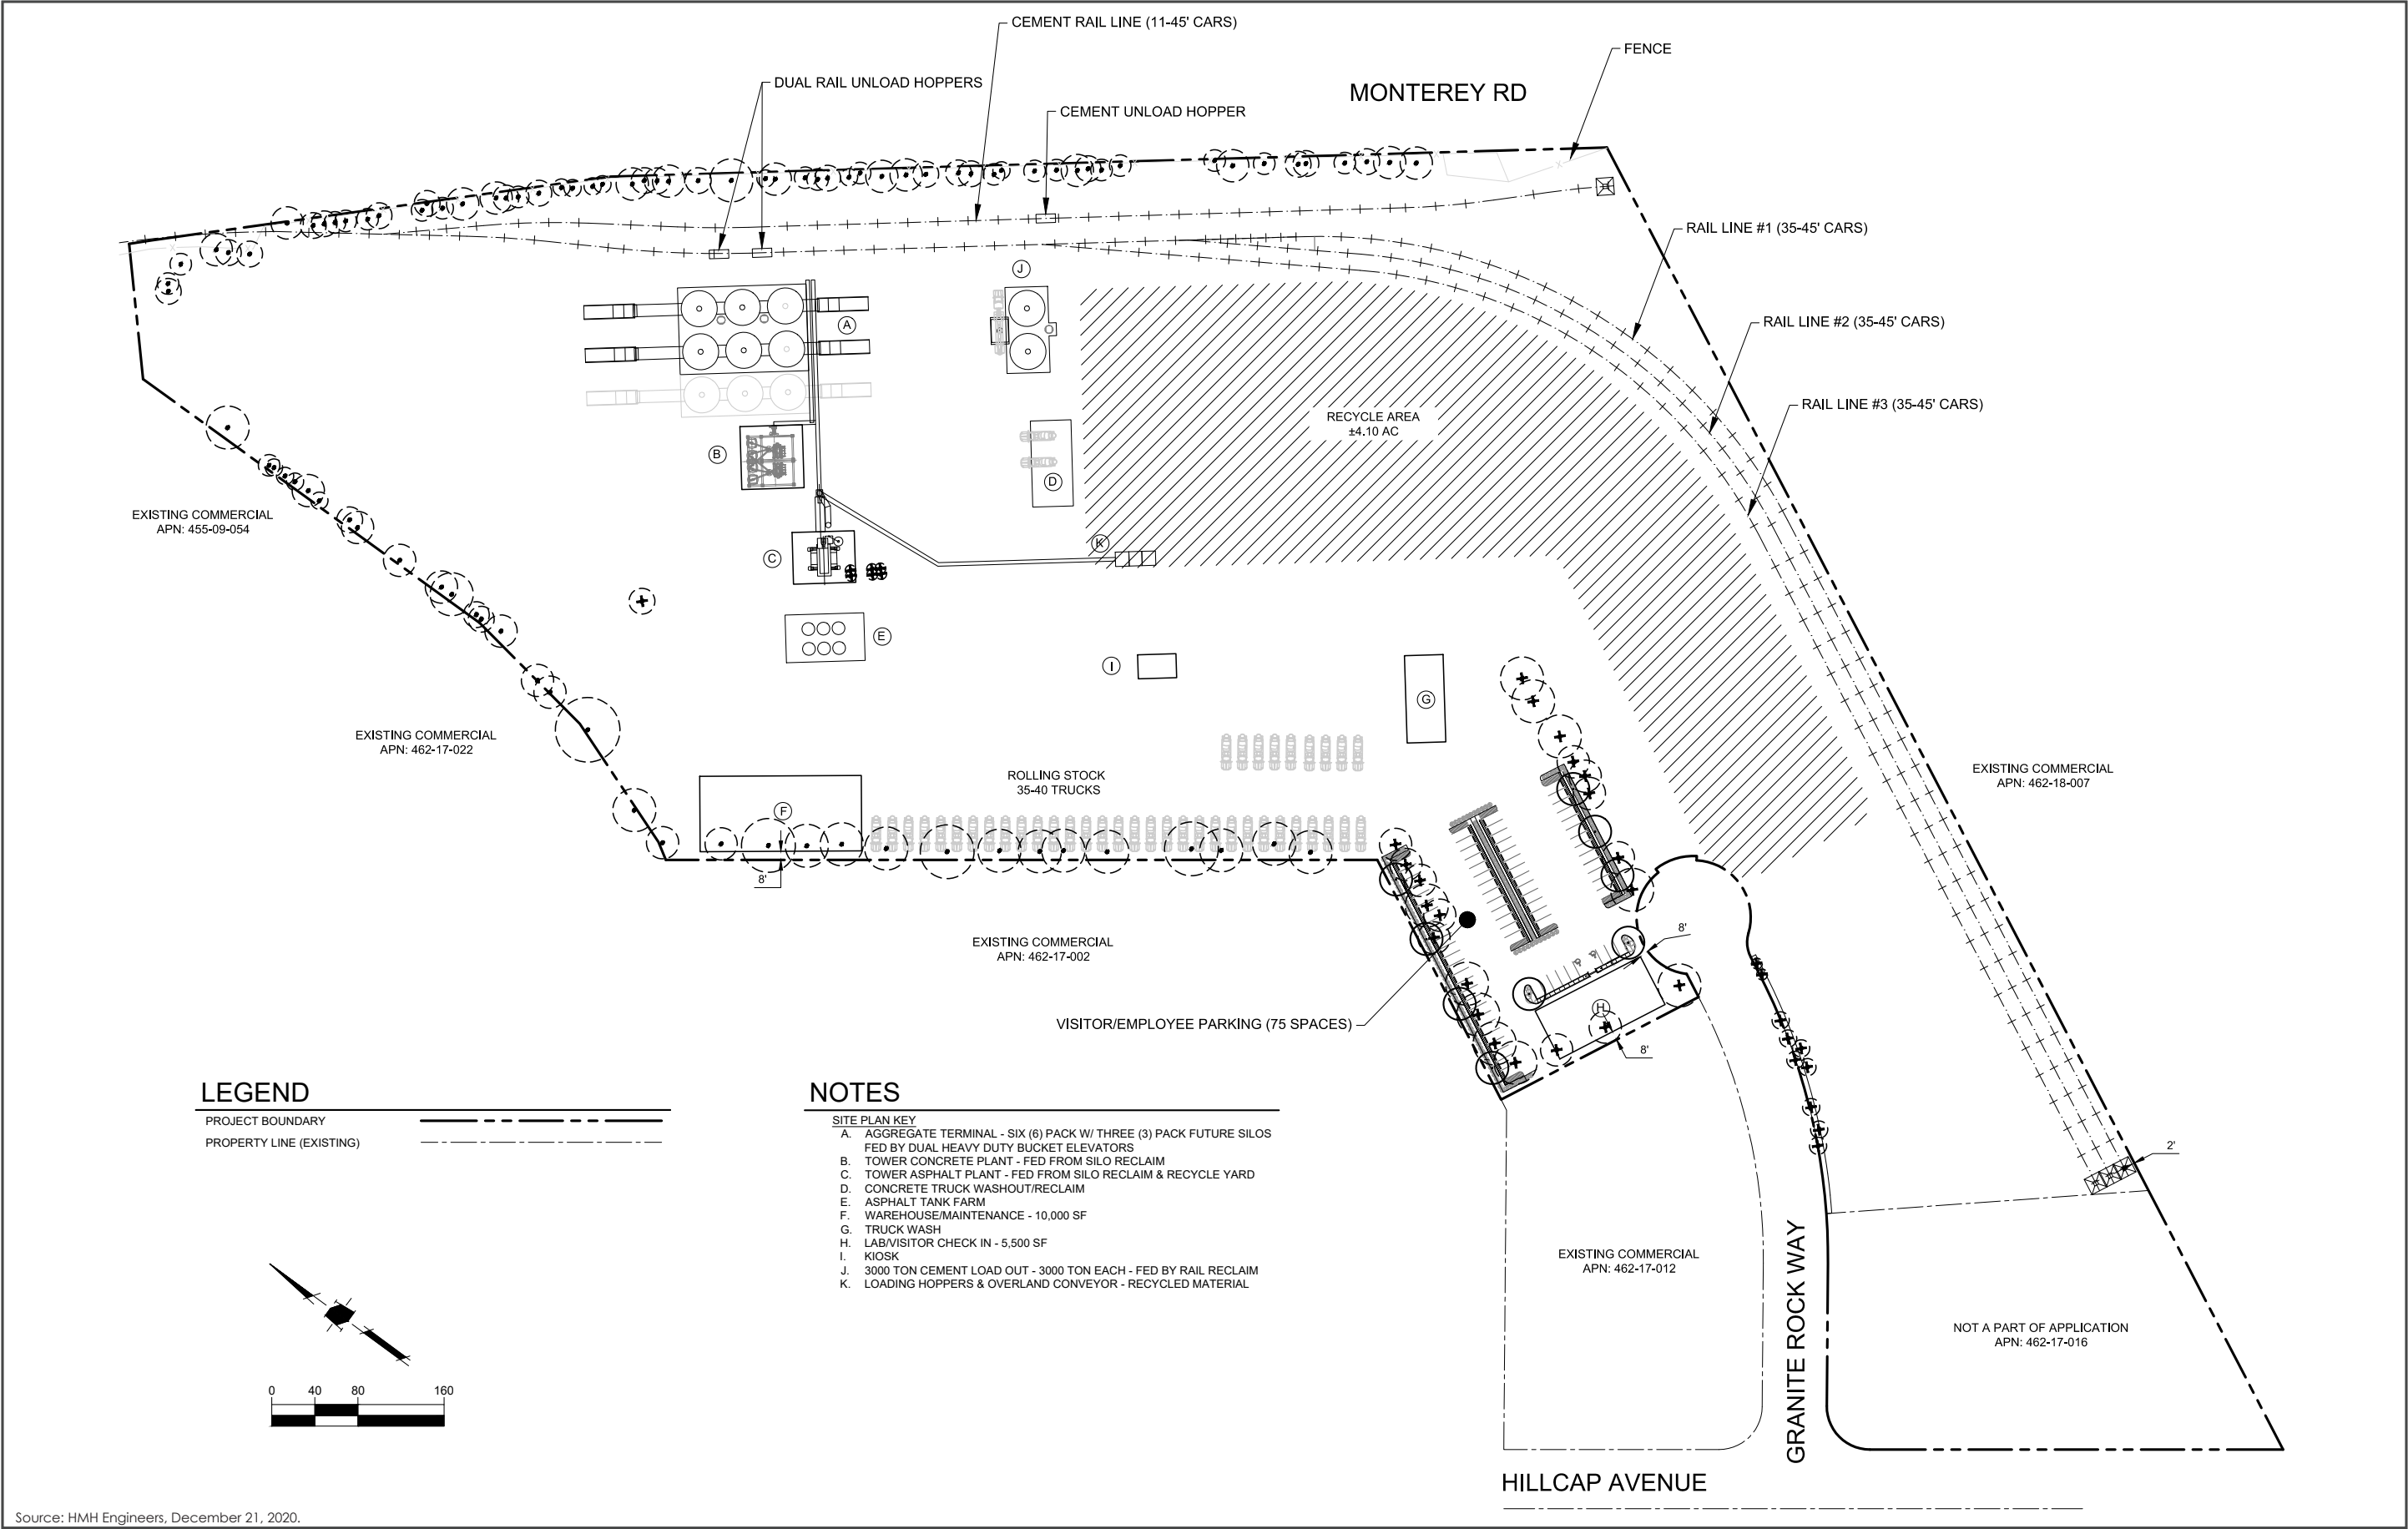 CEMENT RAIL LINE (11-45' CARS)
FENCE
DUAL RAIL UNLOAD HOPPERS
MONTEREY RD
CEMENT UNLOAD HOPPER
RAIL LINE #1 (35-45' CARS)
J
RAIL LINE #2 (35-45' CARS)
A
RAIL LINE #3 (35-45' CARS)
RECYCLE AREA
±4.10 AC
B
D
EXISTING COMMERCIAL
APN: 455-09-054
K
C
E
I
G
EXISTING COMMERCIAL
APN: 462-17-022
ROLLING STOCK
35-40 TRUCKS
EXISTING COMMERCIAL
APN: 462-18-007
F
8'
EXISTING COMMERCIAL
APN: 462-17-002
8'
H
VISITOR/EMPLOYEE PARKING (75 SPACES)
8'
2'
LEGEND
PROJECT BOUNDARY
PROPERTY LINE (EXISTING)
NOTES
SITE PLAN KEY
A. AGGREGATE TERMINAL - SIX (6) PACK W/ THREE (3) PACK FUTURE SILOS
FED BY DUAL HEAVY DUTY BUCKET ELEVATORS
B. TOWER CONCRETE PLANT - FED FROM SILO RECLAIM
C. TOWER ASPHALT PLANT - FED FROM SILO RECLAIM & RECYCLE YARD
D. CONCRETE TRUCK WASHOUT/RECLAIM
E. ASPHALT TANK FARM
F. WAREHOUSE/MAINTENANCE - 10,000 SF
G. TRUCK WASH
H. LAB/VISITOR CHECK IN - 5,500 SF
I. KIOSK
J. 3000 TON CEMENT LOAD OUT - 3000 TON EACH - FED BY RAIL RECLAIM
K. LOADING HOPPERS & OVERLAND CONVEYOR - RECYCLED MATERIAL
EXISTING COMMERCIAL
APN: 462-17-012
GRANITE ROCK WAY
NOT A PART OF APPLICATION
APN: 462-17-016
0 40 80 160
HILLCAP AVENUE
Source: HMH Engineers, December 21, 2020.